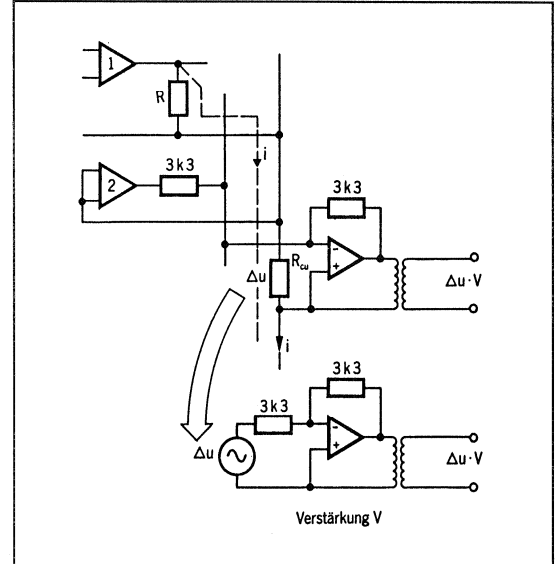 1
R
i
3k3
2
3k3
-
+
R_cu
Δu
Δu·V
i
3k3
3k3
-
+
Δu
Δu·V
Verstärkung V